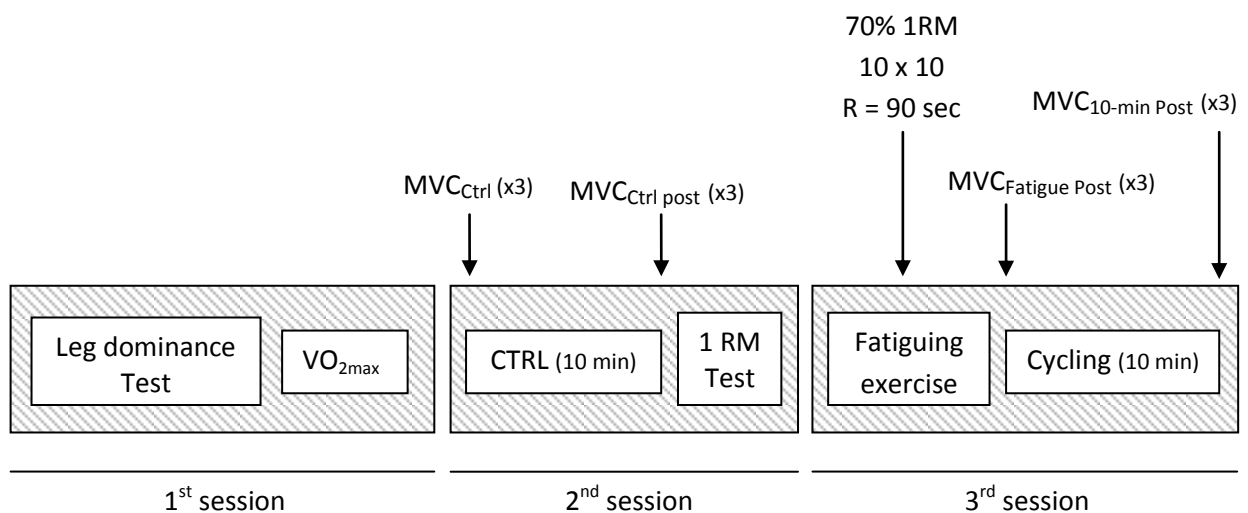 70% 1RM
10 x 10
R = 90 sec
MVC10-min Post (x3)
MVCCtrl (x3)
MVCCtrl post (x3)
MVCFatigue Post (x3)
Leg dominance
Test
VO2max
CTRL (10 min)
1 RM
Test
Fatiguing
exercise
Cycling (10 min)
1st session
2nd session
3rd session